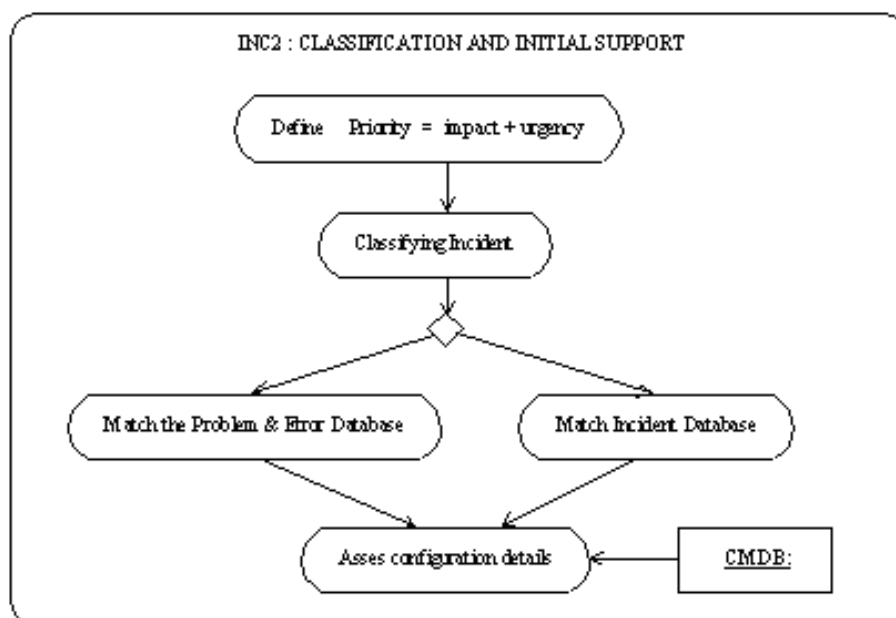 INC2 : CLASSIFICATION AND INITIAL SUPPORT
Define Priority = impact + urgency
Classifying Incident
Match the Problem & Error Database
Match Incident Database
Asses configuration details
CMDB: